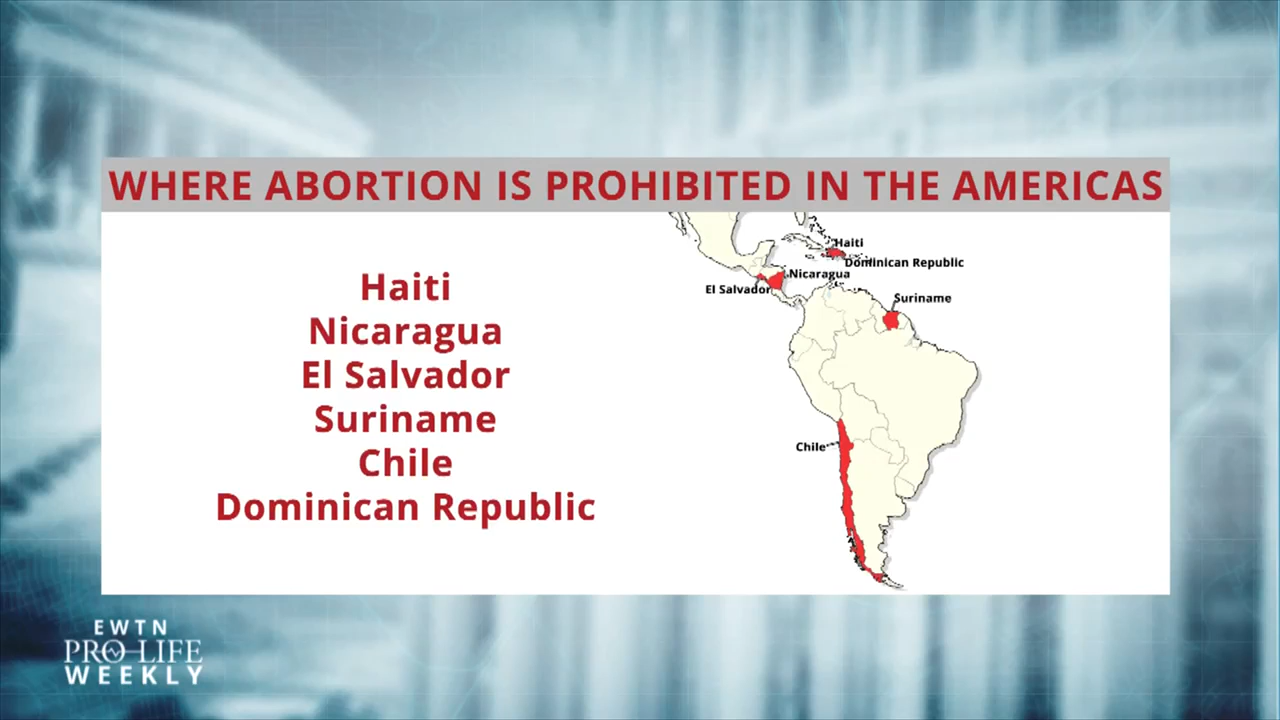 WHERE ABORTION IS PROHIBITED IN THE AMERICAS
Haiti
Nicaragua
El Salvador
Suriname
Chile
Dominican Republic
Haiti
Dominican Republic
Nicaragua
El Salvador
Suriname
Chile
EWTN
PRO-LIFE
WEEKLY